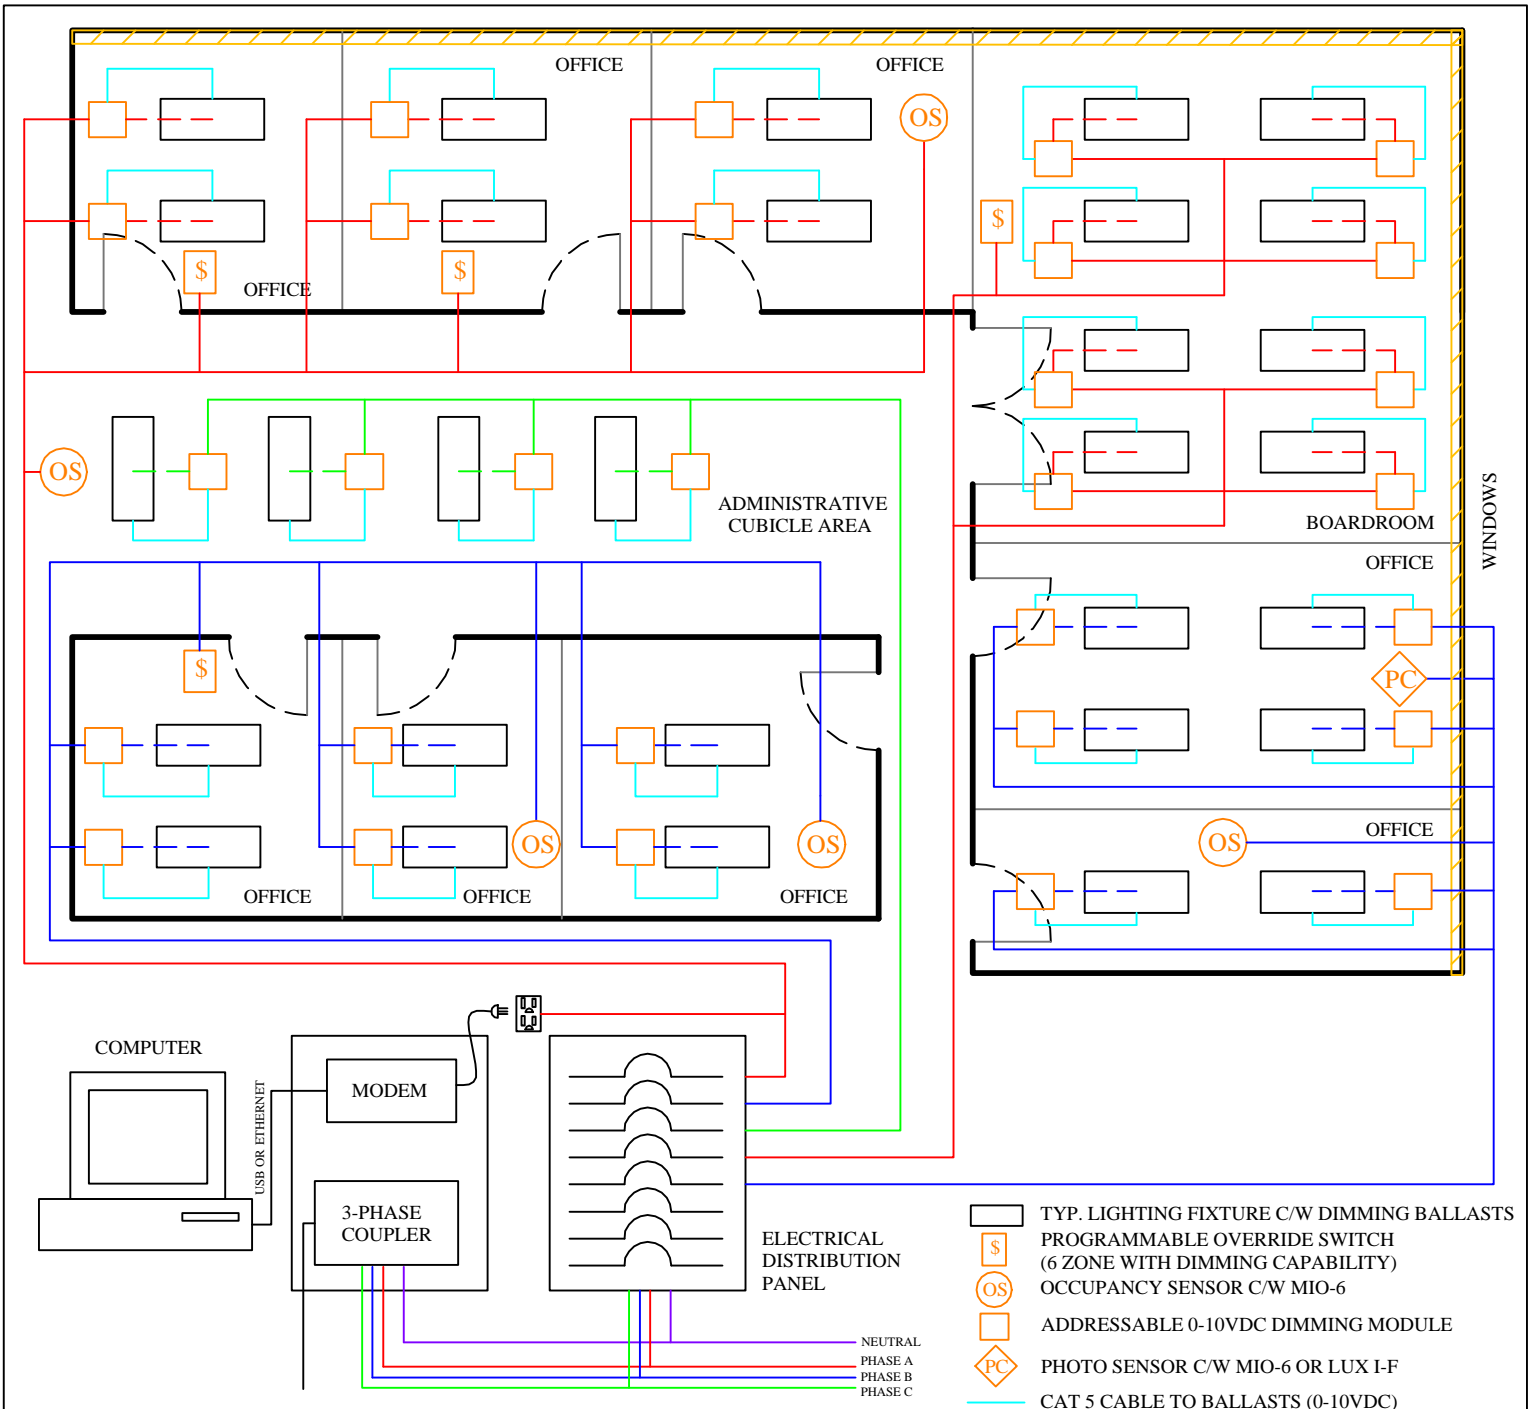 OFFICE
OFFICE
OS
$
$
$
OFFICE
OS
ADMINISTRATIVE
CUBICLE AREA
BOARDROOM
WINDOWS
OFFICE
$
PC
OS
OS
OS
OFFICE
OFFICE
OFFICE
OFFICE
COMPUTER
MODEM
USB OR ETHERNET
3-PHASE
COUPLER
ELECTRICAL
DISTRIBUTION
PANEL
NEUTRAL
PHASE A
PHASE B
PHASE C
TYP. LIGHTING FIXTURE C/W DIMMING BALLASTS
$ PROGRAMMABLE OVERRIDE SWITCH
(6 ZONE WITH DIMMING CAPABILITY)
OS OCCUPANCY SENSOR C/W MIO-6
ADDRESSABLE 0-10VDC DIMMING MODULE
PC PHOTO SENSOR C/W MIO-6 OR LUX I-F
CAT 5 CABLE TO BALLASTS (0-10VDC)